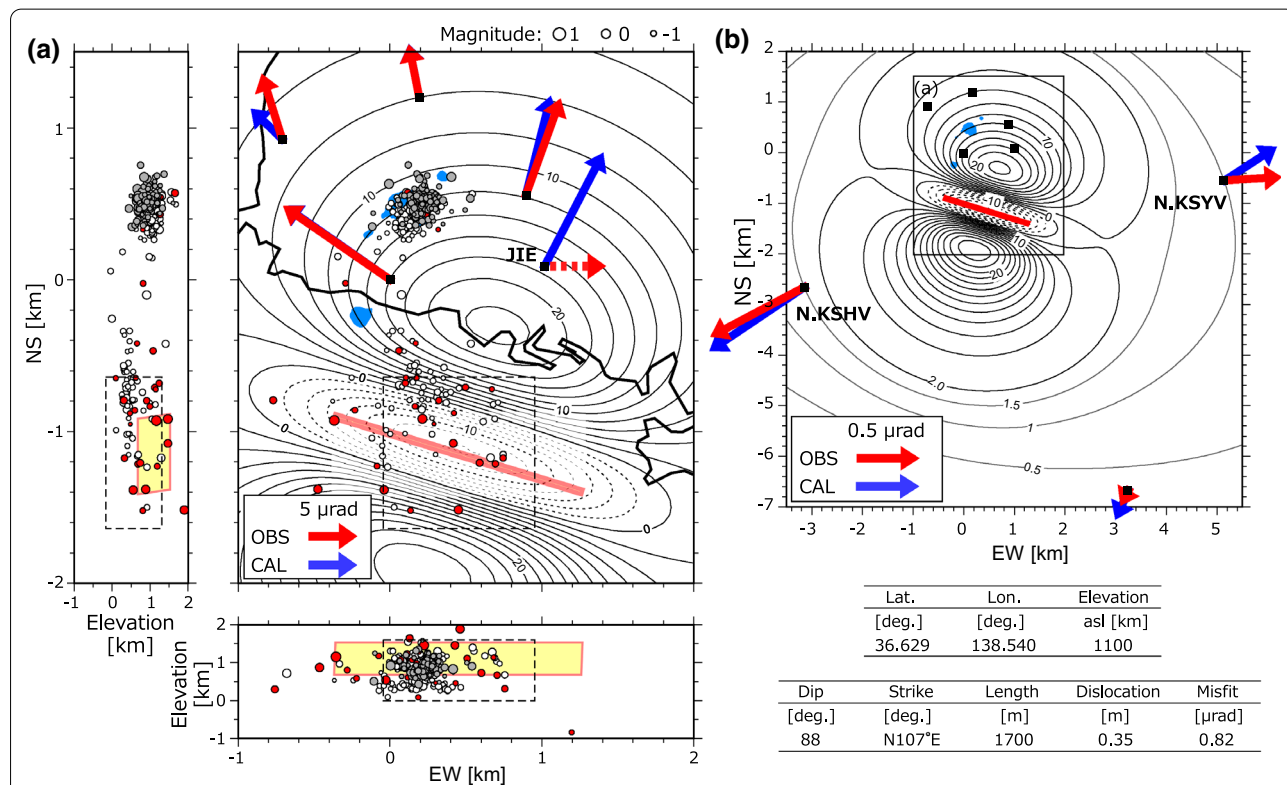 (a)
Magnitude: 1 0 -1
NS [km]
1
0
-1
-2
-1 0 1 2
Elevation
[km]
10
10
JIE
20
0
10
0
10
0
0
20
5 µrad
OBS
CAL
Elevation
[km]
2
1
0
-1
-1 0 1 2
EW [km]
(b)
NS [km]
2
1
0
-1
-2
-3
-4
-5
-6
-7
(a)
10
20
-10
0
10
20
2.0
1.5
1
0.5
N.KSYV
N.KSHV
0.5 µrad
OBS
CAL
-3 -2 -1 0 1 2 3 4 5
EW [km]
Lat. Lon. Elevation
[deg.] [deg.] asl [km]
36.629 138.540 1100
Dip Strike Length Dislocation Misfit
[deg.] [deg.] [m] [m] [µrad]
88 N107°E 1700 0.35 0.82